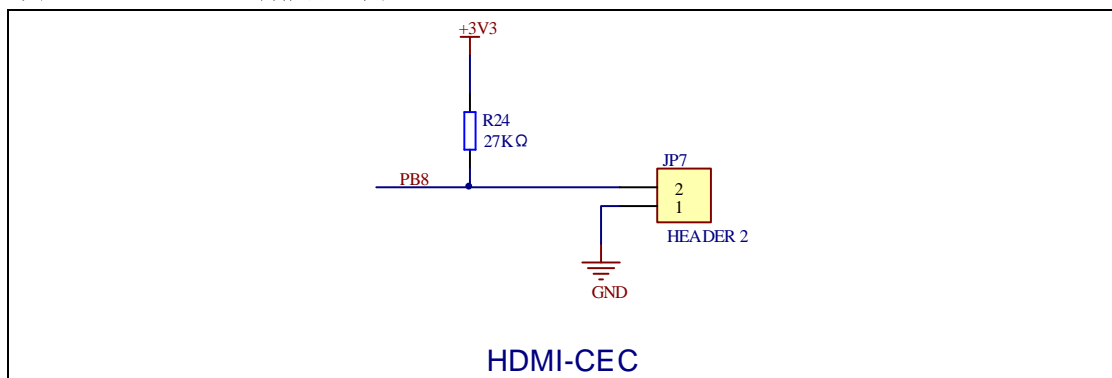 +3V3
R24
27KΩ
JP7
PB8
2
1
HEADER 2
GND
HDMI-CEC